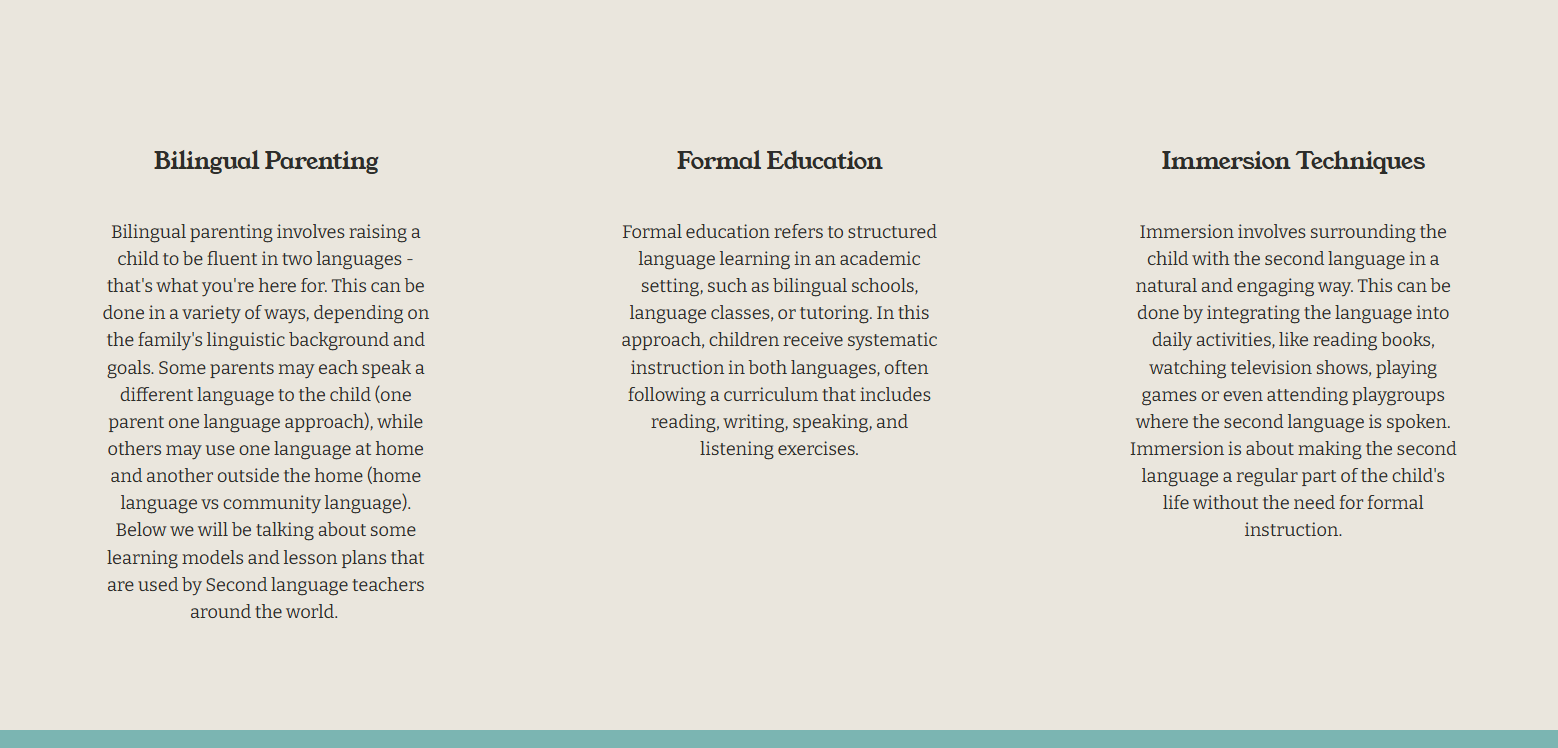 Bilingual Parenting
Bilingual parenting involves raising a
child to be fluent in two languages -
that's what you're here for. This can be
done in a variety of ways, depending on
the family's linguistic background and
goals. Some parents may each speak a
different language to the child (one
parent one language approach), while
others may use one language at home
and another outside the home (home
language vs community language).
Below we will be talking about some
learning models and lesson plans that
are used by Second language teachers
around the world.
Formal Education
Formal education refers to structured
language learning in an academic
setting, such as bilingual schools,
language classes, or tutoring. In this
approach, children receive systematic
instruction in both languages, often
following a curriculum that includes
reading, writing, speaking, and
listening exercises.
Immersion Techniques
Immersion involves surrounding the
child with the second language in a
natural and engaging way. This can be
done by integrating the language into
daily activities, like reading books,
watching television shows, playing
games or even attending playgroups
where the second language is spoken.
Immersion is about making the second
language a regular part of the child's
life without the need for formal
instruction.